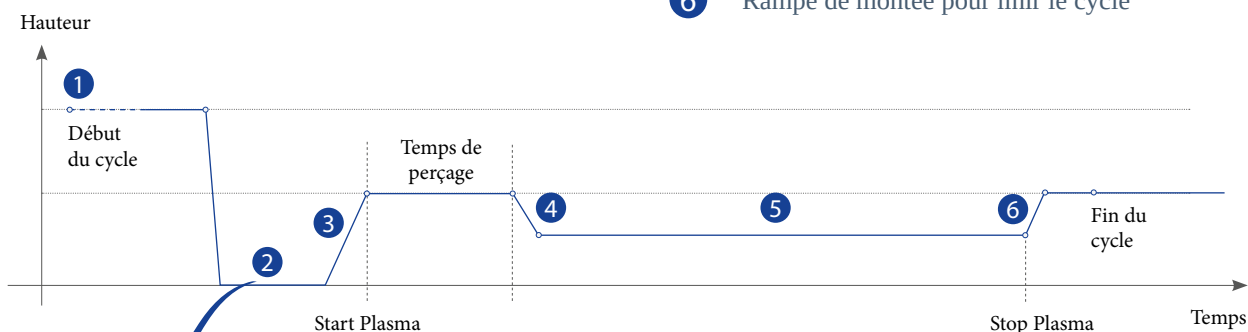 6 Rampe de montée pour finir le cycle
Hauteur
1
Début
du cycle
Temps de
perçage
2
3
4
5
6
Fin du
cycle
Start Plasma
Stop Plasma
Temps